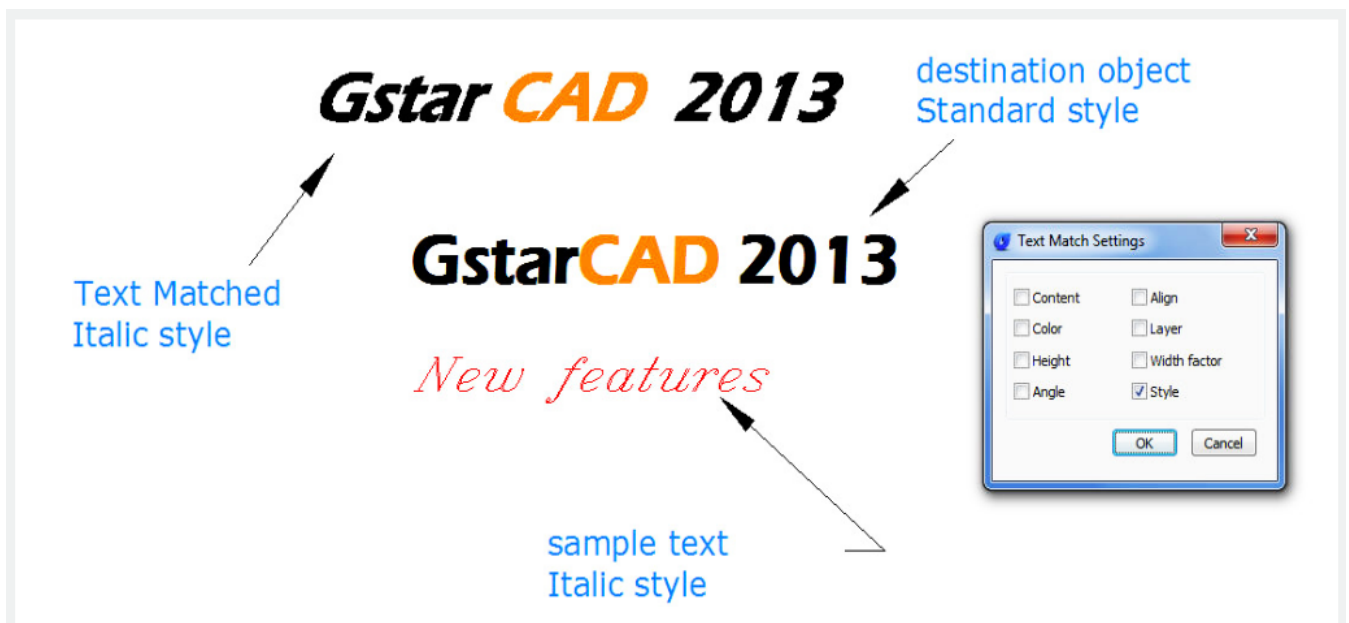 Gstar CAD 2013
destination object
Standard style
GstarCAD 2013
Text Matched
Italic style
New features
sample text
Italic style
Text Match Settings
Content Align
Color Layer
Height Width factor
Angle Style
OK Cancel